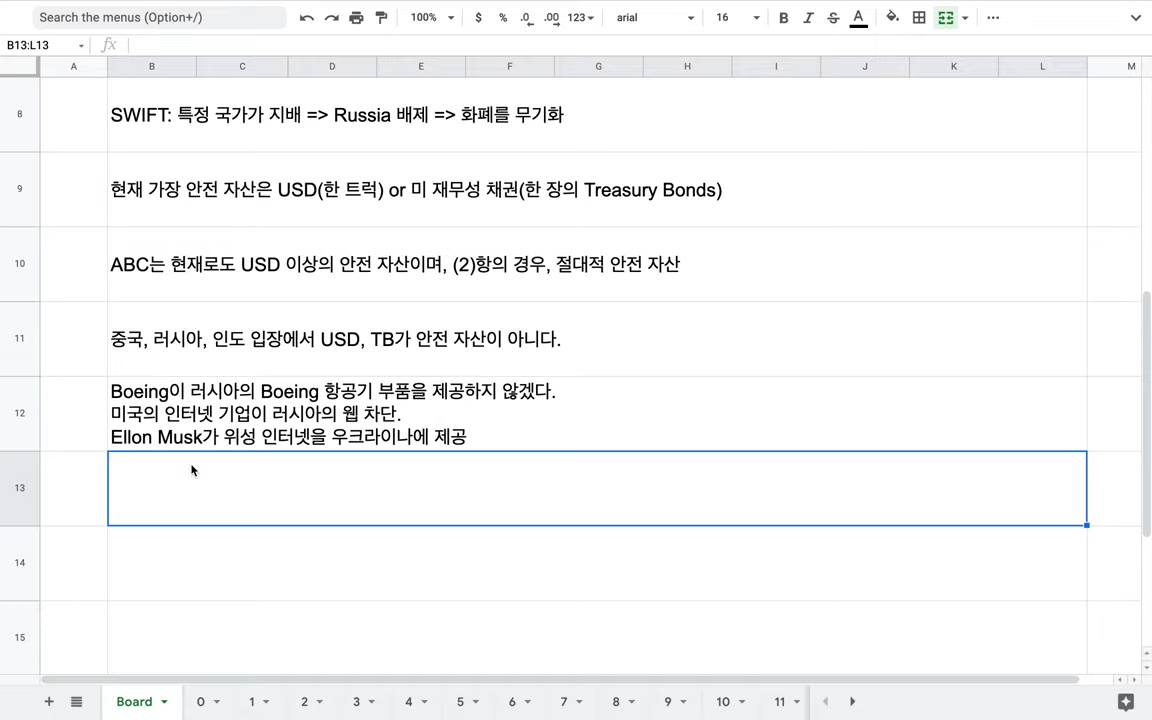 Search the menus (Option+/)
100%
$ % .0 .00 123
arial
16
B I S A
B13:L13
fx
A B C D E F G H I J K L M
8 SWIFT: 특정 국가가 지배 => Russia 배제 => 화폐를 무기화
9 현재 가장 안전 자산은 USD(한 트럭) or 미 재무성 채권(한 장의 Treasury Bonds)
10 ABC는 현재로도 USD 이상의 안전 자산이며, (2)항의 경우, 절대적 안전 자산
11 중국, 러시아, 인도 입장에서 USD, TB가 안전 자산이 아니다.
Boeing이 러시아의 Boeing 항공기 부품을 제공하지 않겠다.
12 미국의 인터넷 기업이 러시아의 웹 차단.
Ellon Musk가 위성 인터넷을 우크라이나에 제공
13
14
15
Board 0 1 2 3 4 5 6 7 8 9 10 11